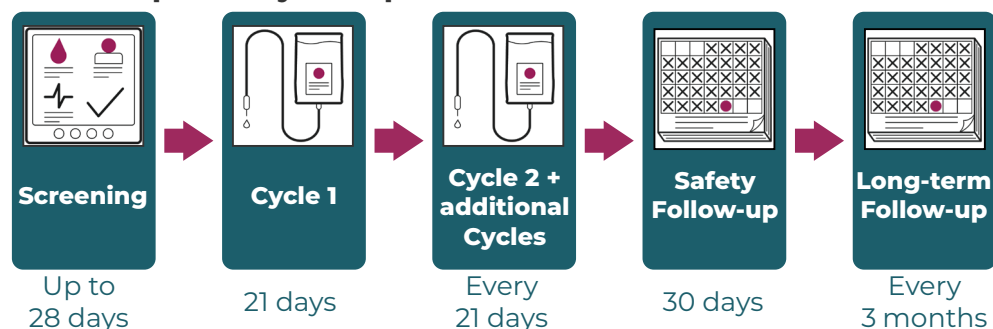 Screening
Cycle 1
Cycle 2 +
additional
Cycles
Safety
Follow-up
Long-term
Follow-up
Up to
28 days
21 days
Every
21 days
30 days
Every
3 months